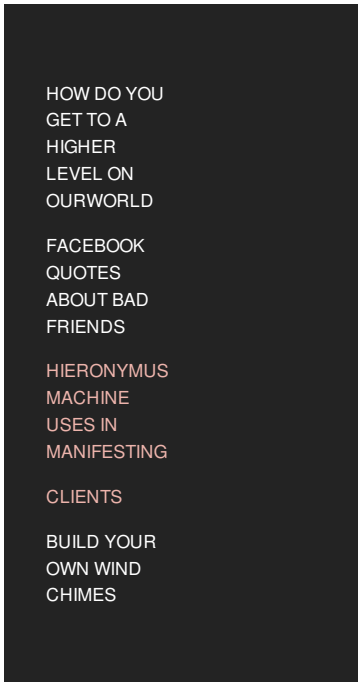 HOW DO YOU
GET TO A
HIGHER
LEVEL ON
OURWORLD
FACEBOOK
QUOTES
ABOUT BAD
FRIENDS
HIERONYMUS
MACHINE
USES IN
MANIFESTING
CLIENTS
BUILD YOUR
OWN WIND
CHIMES